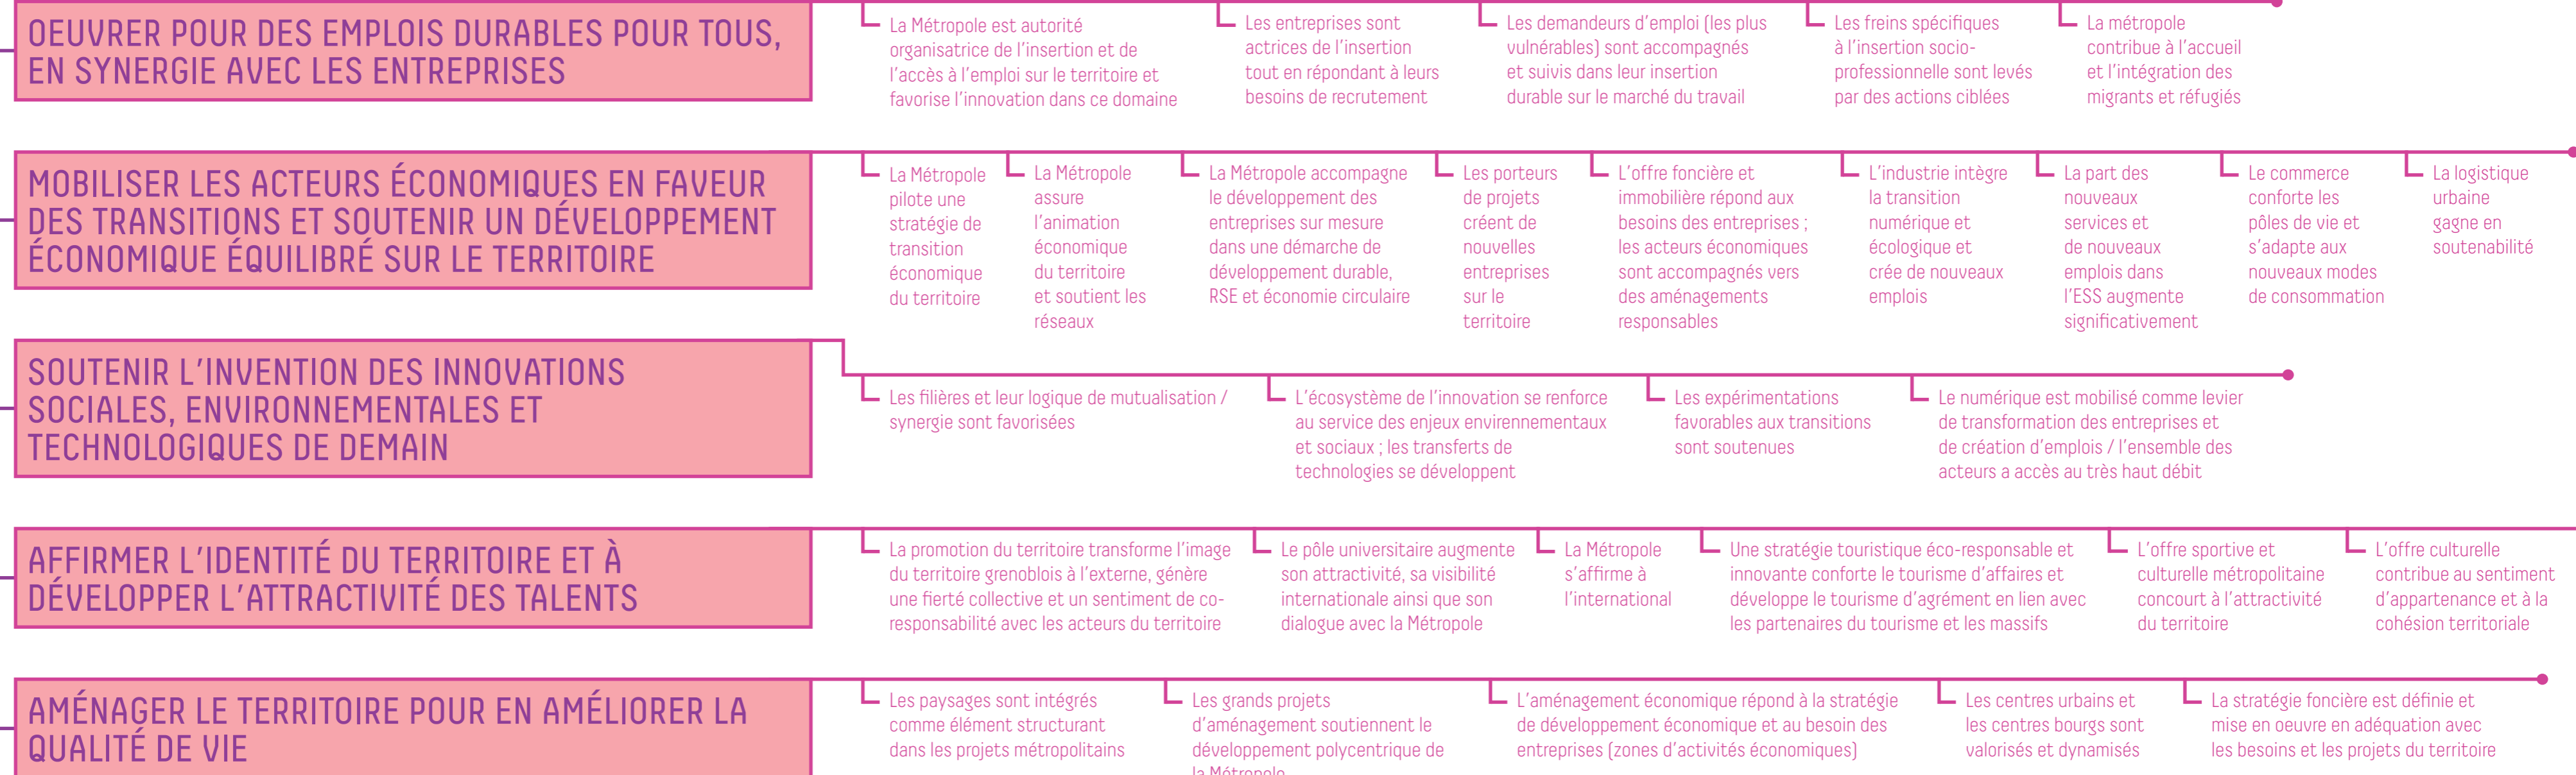 OEUVRER POUR DES EMPLOIS DURABLES POUR TOUS,
EN SYNERGIE AVEC LES ENTREPRISES
La Métropole est autorité
organisatrice de l'insertion et de
l'accès à l'emploi sur le territoire et
favorise l'innovation dans ce domaine
Les entreprises sont
actrices de l'insertion
tout en répondant à leurs
besoins de recrutement
Les demandeurs d'emploi (les plus
vulnérables) sont accompagnés
et suivis dans leur insertion
durable sur le marché du travail
Les freins spécifiques
à l'insertion socio-
professionnelle sont levés
par des actions ciblées
La métropole
contribue à l'accueil
et l'intégration des
migrants et réfugiés
MOBILISER LES ACTEURS ÉCONOMIQUES EN FAVEUR
DES TRANSITIONS ET SOUTENIR UN DÉVELOPPEMENT
ÉCONOMIQUE ÉQUILIBRÉ SUR LE TERRITOIRE
La Métropole
pilote une
stratégie de
transition
économique
du territoire
La Métropole
assure
l'animation
économique
du territoire
et soutient les
réseaux
La Métropole accompagne
le développement des
entreprises sur mesure
dans une démarche de
développement durable,
RSE et économie circulaire
Les porteurs
de projets
créent de
nouvelles
entreprises
sur le
territoire
L'offre foncière et
immobilière répond aux
besoins des entreprises ;
les acteurs économiques
sont accompagnés vers
des aménagements
responsables
L'industrie intègre
la transition
numérique et
écologique et
crée de nouveaux
emplois
La part des
nouveaux
services et
de nouveaux
emplois dans
l'ESS augmente
significativement
Le commerce
conforte les
pôles de vie et
s'adapte aux
nouveaux modes
de consommation
La logistique
urbaine
gagne en
soutenabilité
SOUTENIR L'INVENTION DES INNOVATIONS
SOCIALES, ENVIRONNEMENTALES ET
TECHNOLOGIQUES DE DEMAIN
Les filières et leur logique de mutualisation /
synergie sont favorisées
L'écosystème de l'innovation se renforce
au service des enjeux envirennementaux
et sociaux ; les transferts de
technologies se développent
Les expérimentations
favorables aux transitions
sont soutenues
Le numérique est mobilisé comme levier
de transformation des entreprises et
de création d'emplois / l'ensemble des
acteurs a accès au très haut débit
AFFIRMER L'IDENTITÉ DU TERRITOIRE ET À
DÉVELOPPER L'ATTRACTIVITÉ DES TALENTS
La promotion du territoire transforme l'image
du territoire grenoblois à l'externe, génère
une fierté collective et un sentiment de co-
responsabilité avec les acteurs du territoire
Le pôle universitaire augmente
son attractivité, sa visibilité
internationale ainsi que son
dialogue avec la Métropole
La Métropole
s'affirme à
l'international
Une stratégie touristique éco-responsable et
innovante conforte le tourisme d'affaires et
développe le tourisme d'agrément en lien avec
les partenaires du tourisme et les massifs
L'offre sportive et
culturelle métropolitaine
concourt à l'attractivité
du territoire
L'offre culturelle
contribue au sentiment
d'appartenance et à la
cohésion territoriale
AMÉNAGER LE TERRITOIRE POUR EN AMÉLIORER LA
QUALITÉ DE VIE
Les paysages sont intégrés
comme élément structurant
dans les projets métropolitains
Les grands projets
d'aménagement soutiennent le
développement polycentrique de
la Métropole
L'aménagement économique répond à la stratégie
de développement économique et au besoin des
entreprises (zones d'activités économiques)
Les centres urbains et
les centres bourgs sont
valorisés et dynamisés
La stratégie foncière est définie et
mise en oeuvre en adéquation avec
les besoins et les projets du territoire